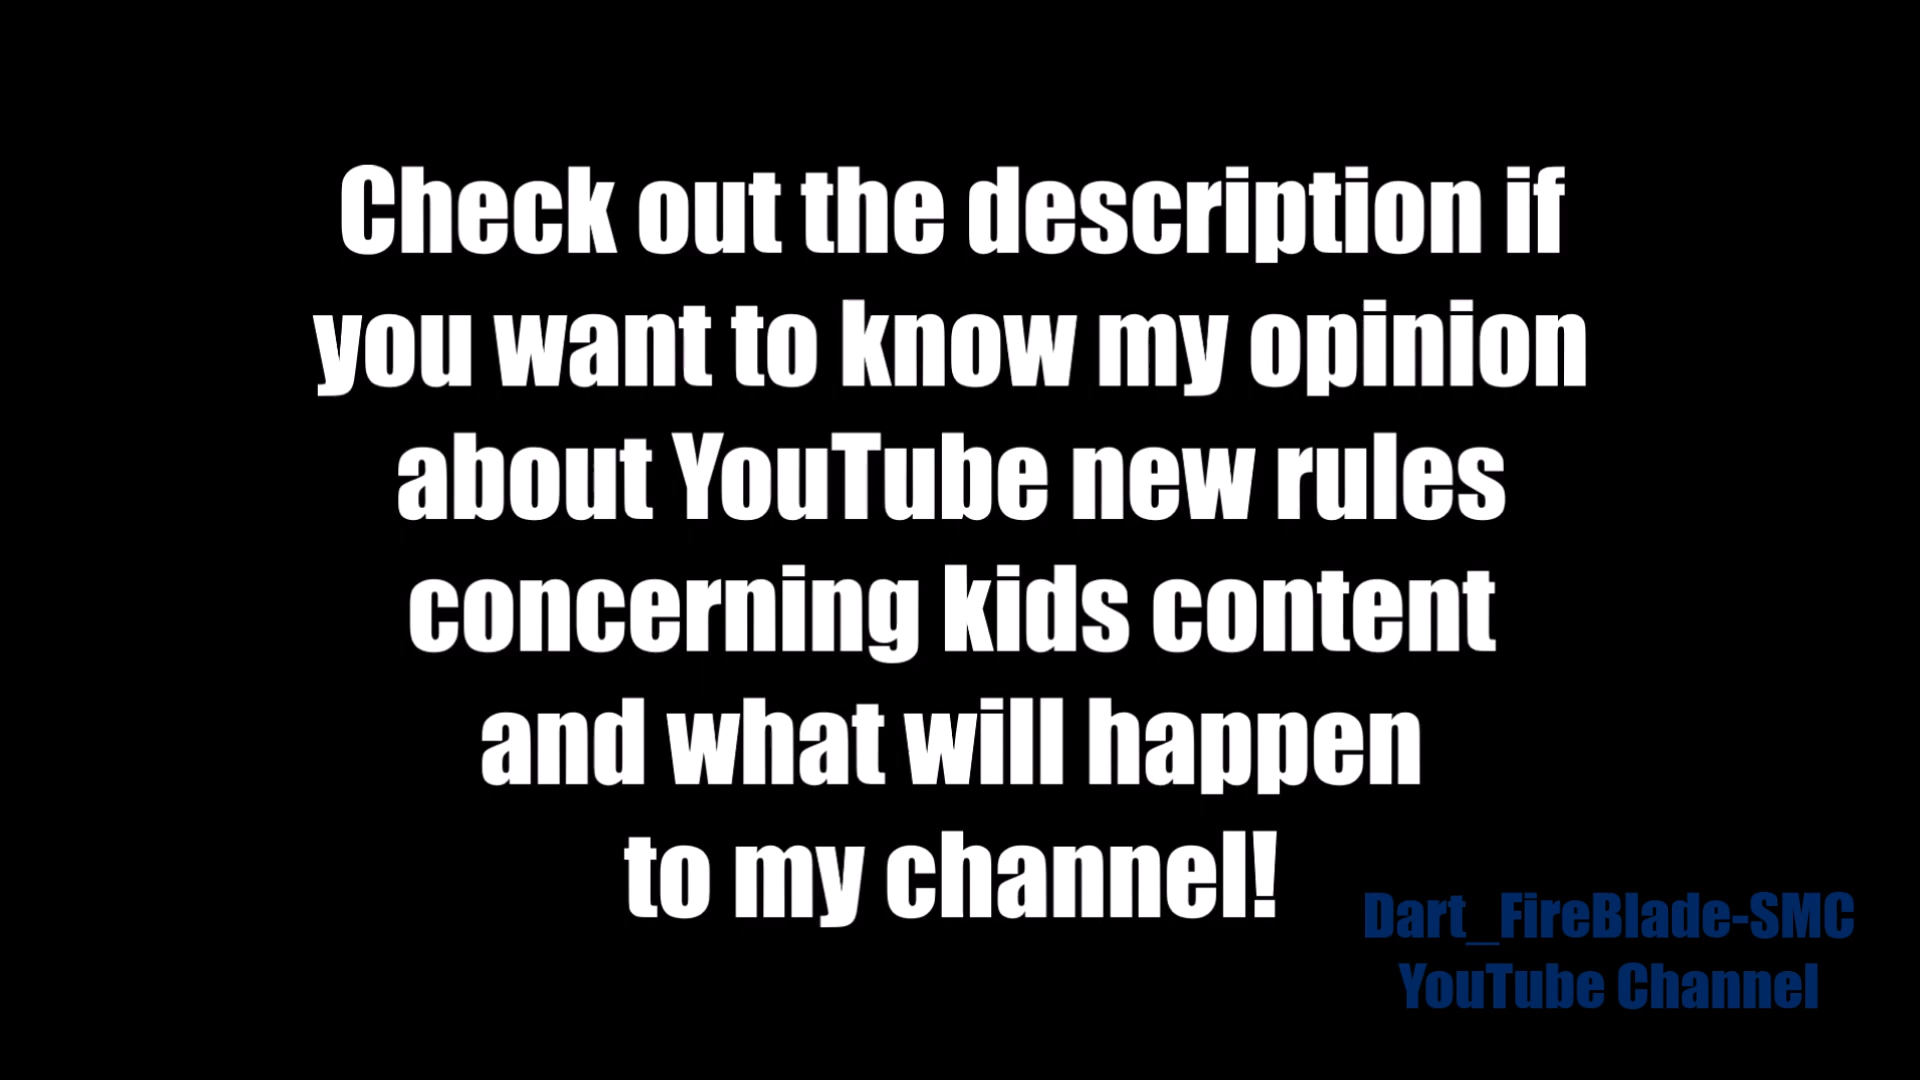 Check out the description if
you want to know my opinion
about YouTube new rules
concerning kids content
and what will happen
to my channel!
Dart_FireBlade-SMC
YouTube Channel